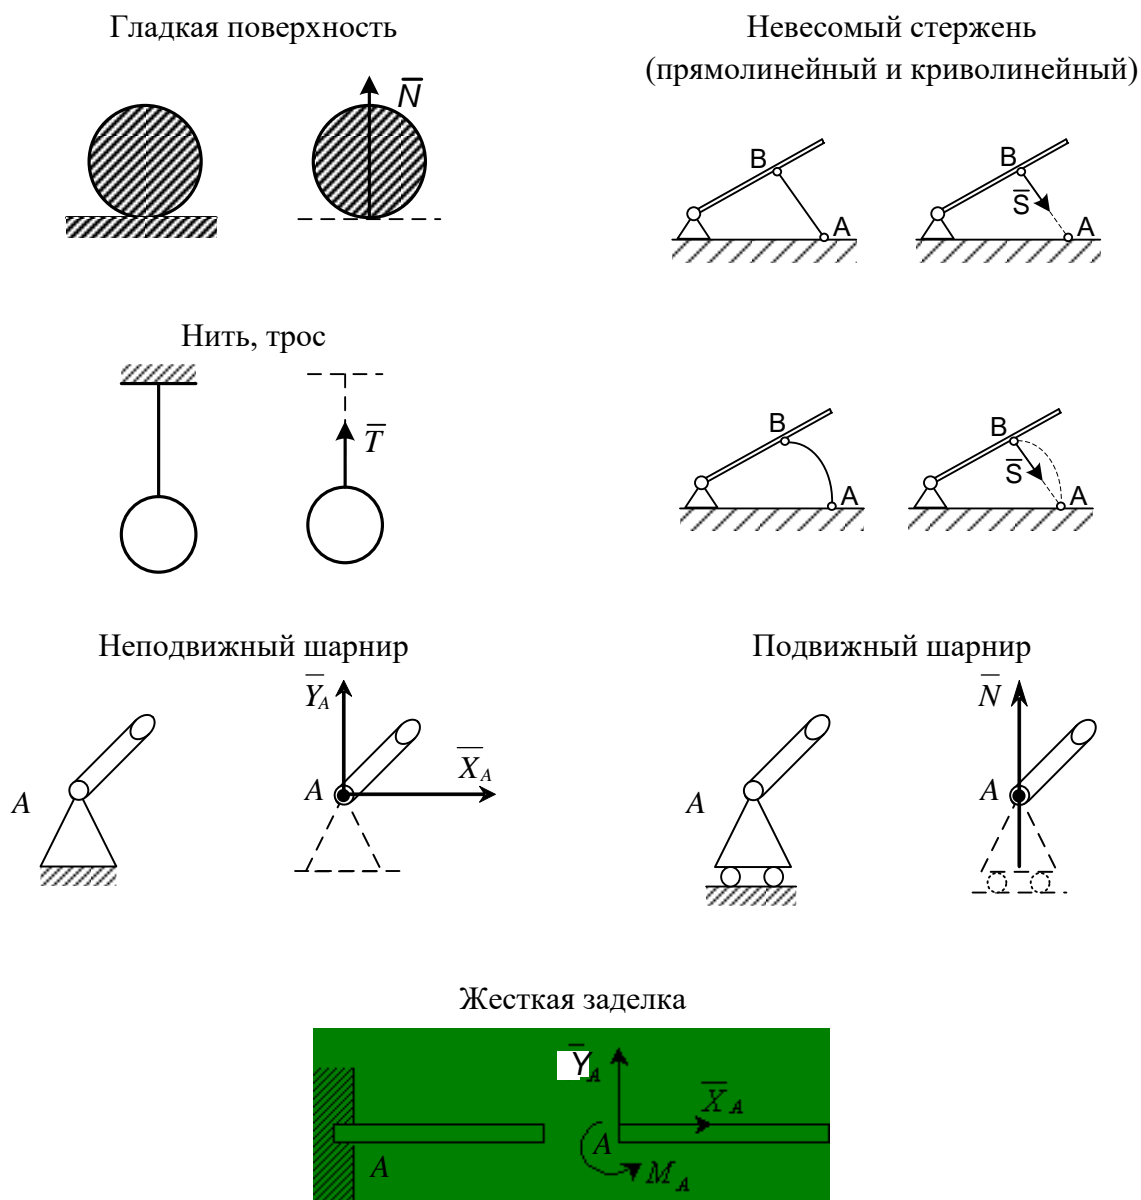 Гладкая поверхность
N
Невесомый стержень
(прямолинейный и криволинейный)
B
A
B
S
A
Нить, трос
T
B
A
B
S
A
Неподвижный шарнир
A
Y_A
A
X_A
Подвижный шарнир
A
N
A
Жесткая заделка
A
Y_A
X_A
A
M_A